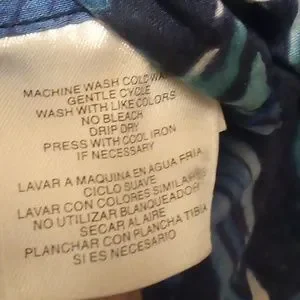 MACHINE WASH COLD WA
GENTLE CYCLE
WASH WITH LIKE COLORS
NO BLEACH
DRIP DRY
PRESS WITH COOL IRON
IF NECESSARY
LAVAR A MAQUINA EN AGUA FRIA
CICLO SUAVE
LAVAR CON COLORES SIMILARES
NO UTILIZAR BLANQUEADOR
SECAR AL AIRE
PLANCHAR CON PLANCHA TIBIA
SI ES NECESARIO